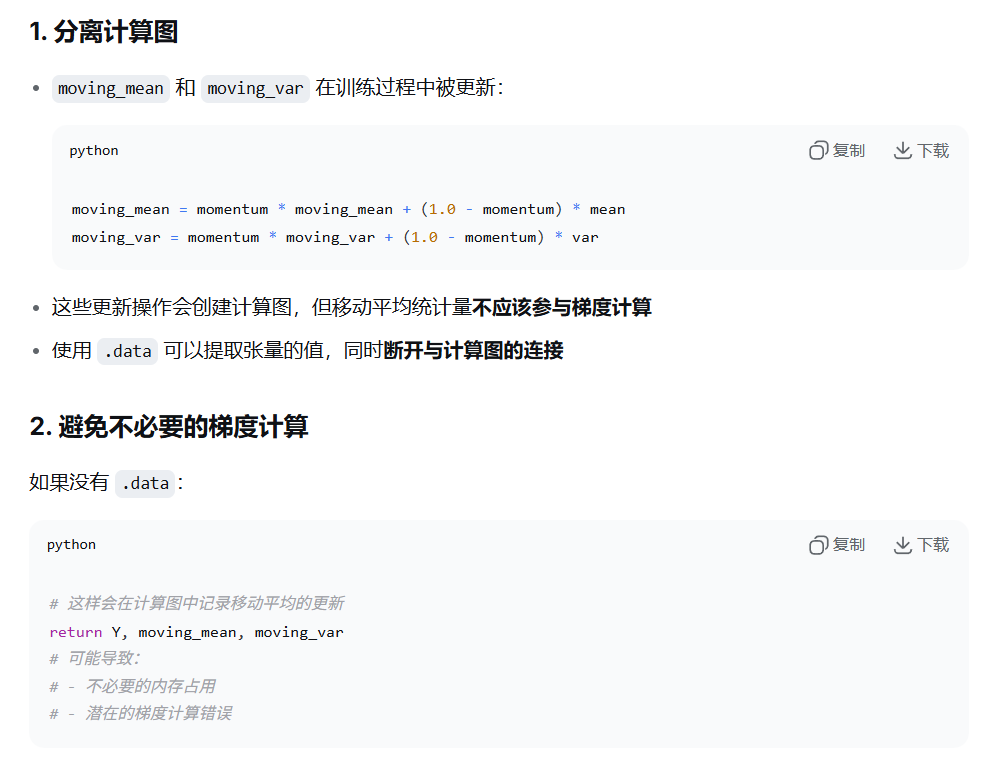 1. 分离计算图
• moving_mean 和 moving_var 在训练过程中被更新：
python 复制 下载
moving_mean = momentum * moving_mean + (1.0 - momentum) * mean
moving_var = momentum * moving_var + (1.0 - momentum) * var
• 这些更新操作会创建计算图，但移动平均统计量不应该参与梯度计算
• 使用 .data 可以提取张量的值，同时断开与计算图的连接
2. 避免不必要的梯度计算
如果没有 .data：
python 复制 下载
# 这样会在计算图中记录移动平均的更新
return Y, moving_mean, moving_var
# 可能导致：
# - 不必要的内存占用
# - 潜在的梯度计算错误